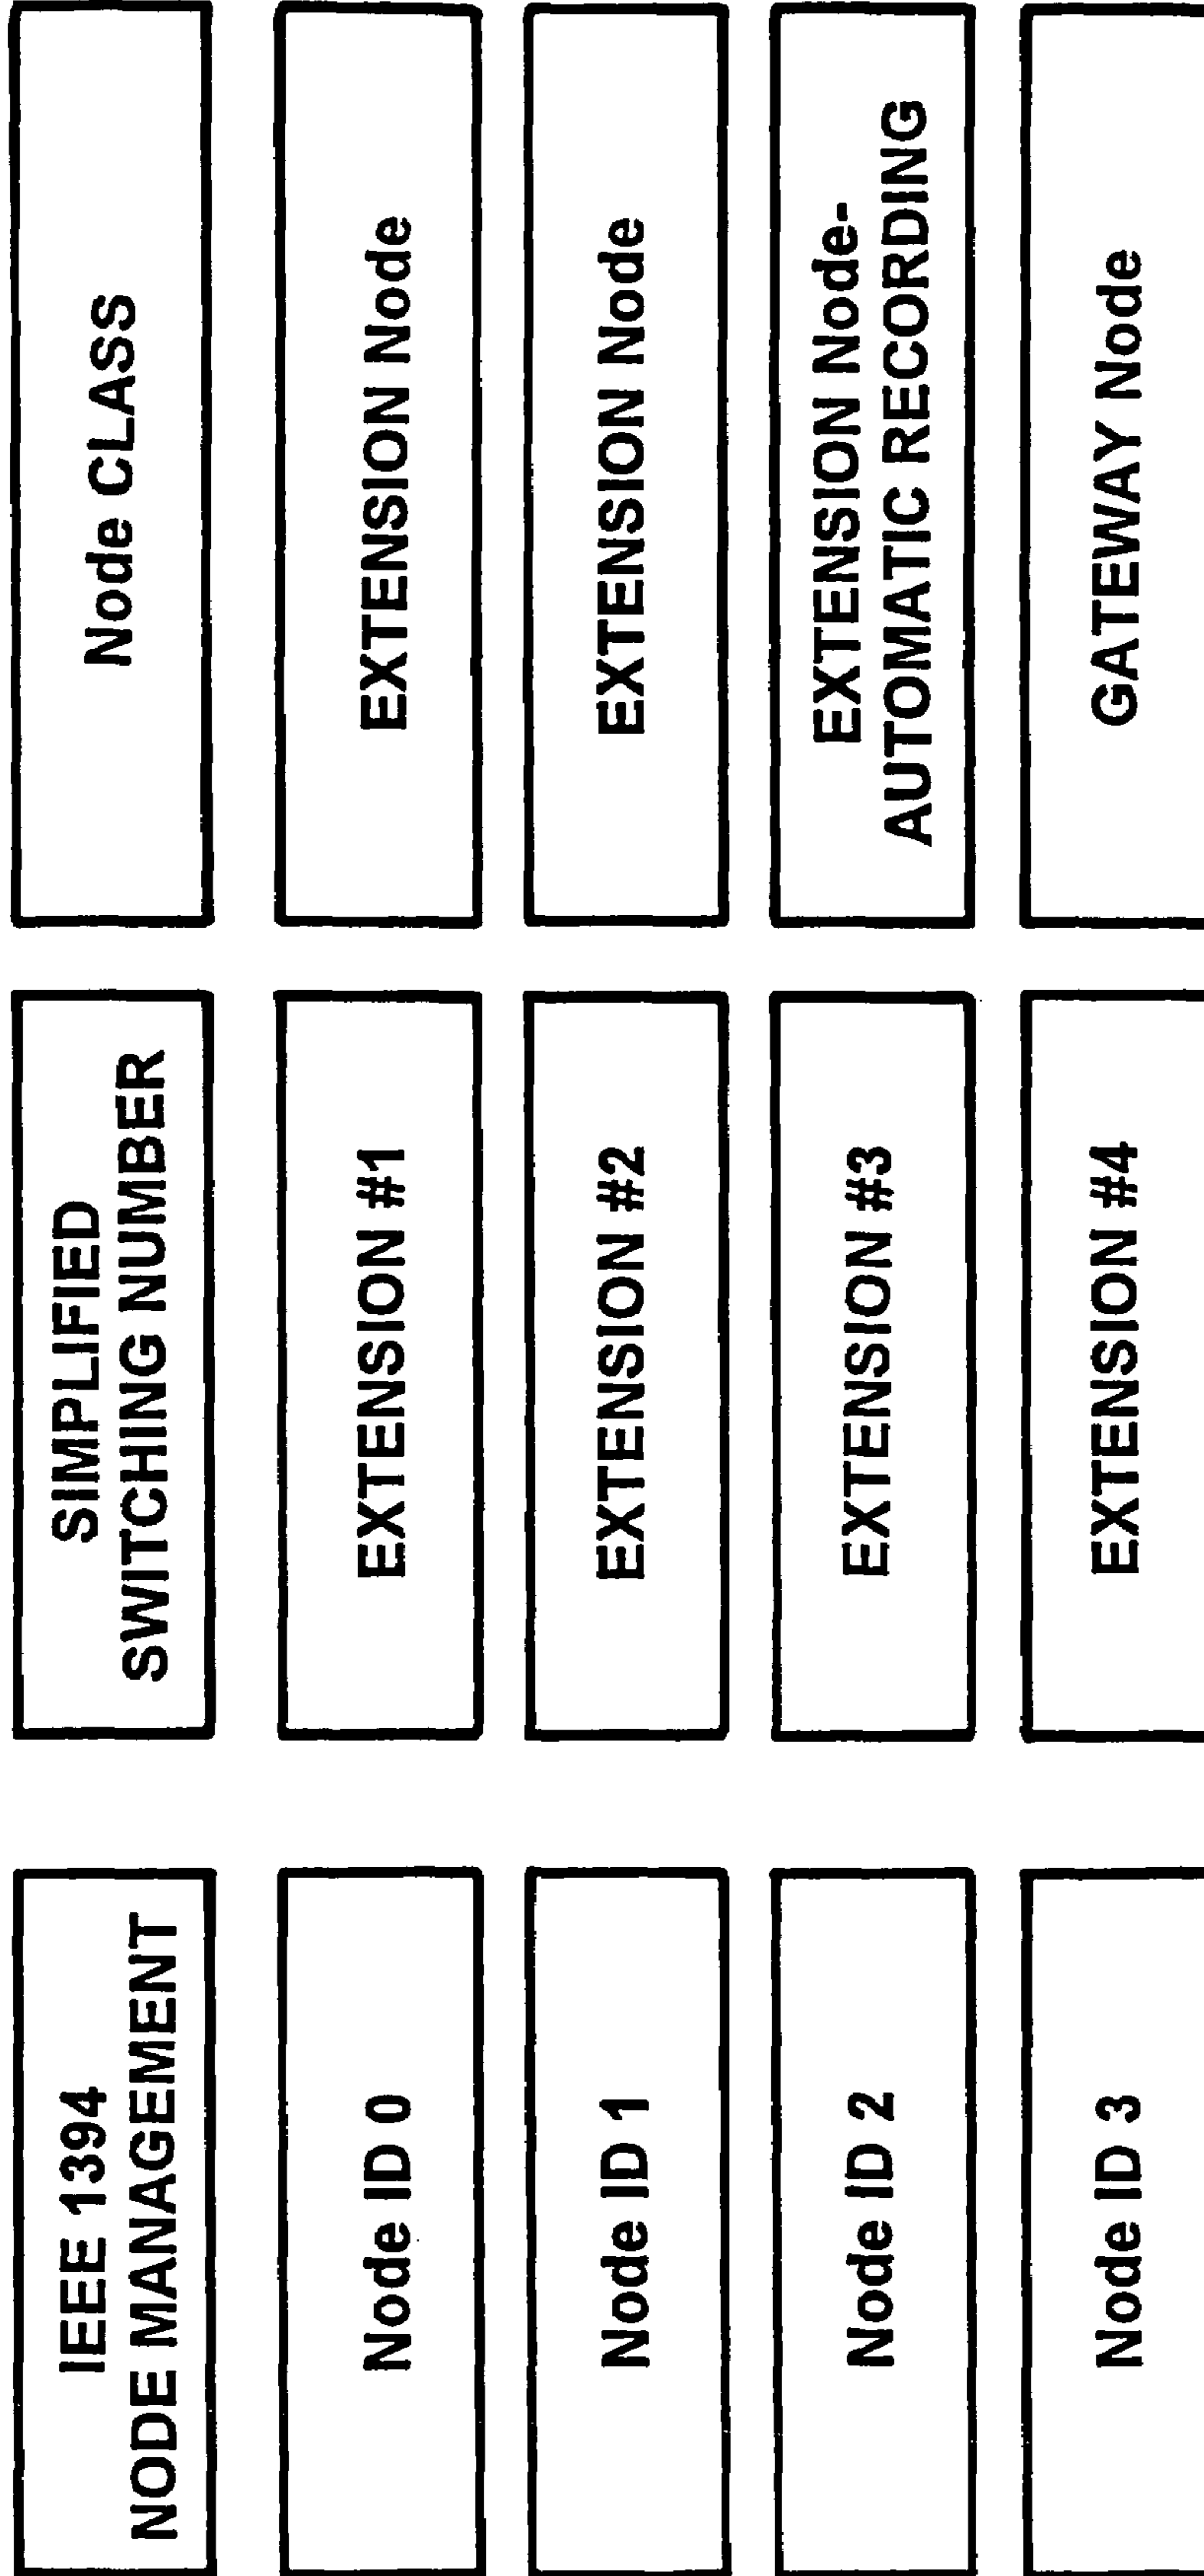 IEEE 1394
NODE MANAGEMENT
SIMPLIFIED
SWITCHING NUMBER
Node CLASS
Node ID 0
EXTENSION #1
EXTENSION Node
Node ID 1
EXTENSION #2
EXTENSION Node
Node ID 2
EXTENSION #3
EXTENSION Node-
AUTOMATIC RECORDING
Node ID 3
EXTENSION #4
GATEWAY Node